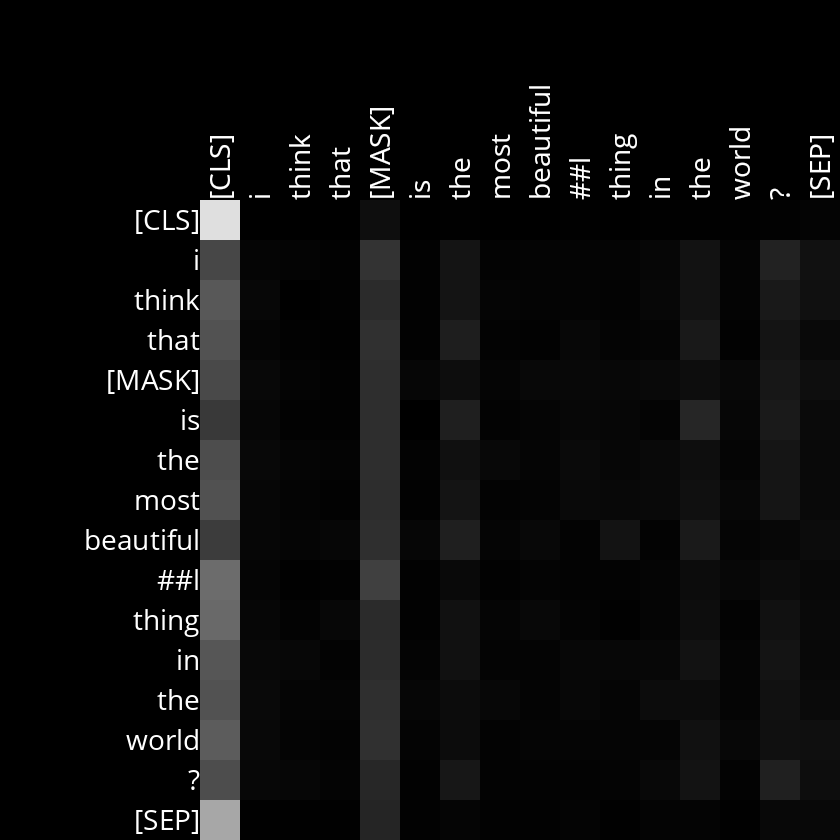 [CLS] i think that [MASK] is the most beautiful ##l thing in the world ? [SEP]
[CLS]
i
think
that
[MASK]
is
the
most
beautiful
##l
thing
in
the
world
?
[SEP]